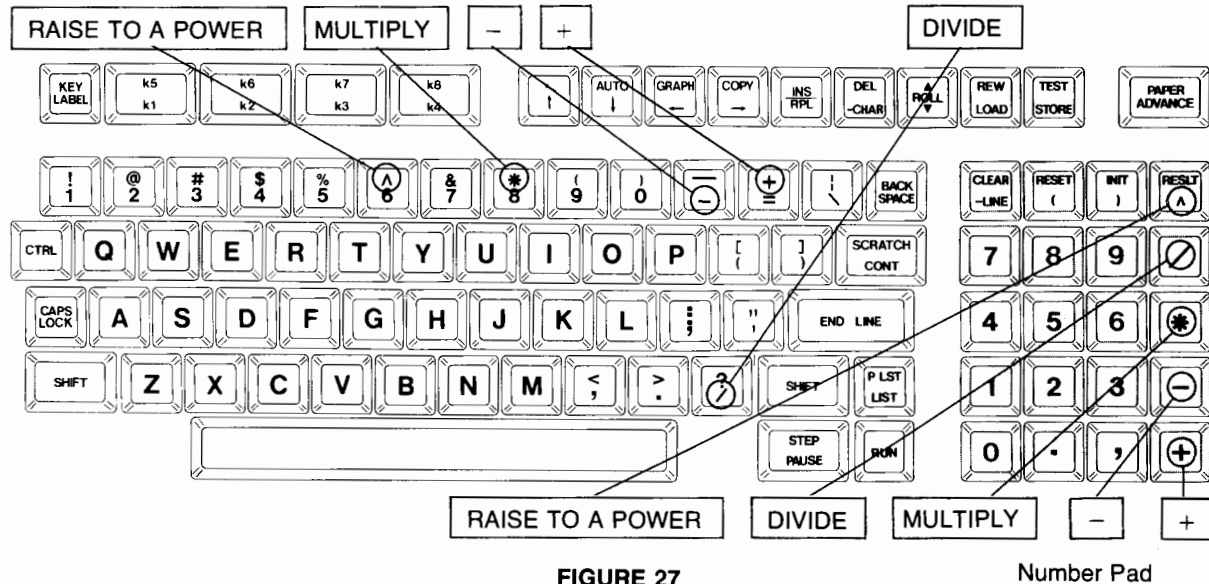 RAISE TO A POWER MULTIPLY − + DIVIDE
KEY LABEL k5 k1 k6 k2 k7 k3 k8 k4 \ ↑ AUTO ↓ GRAPH ← COPY → INS RPL DEL -CHAR ▲ ROLL ▼ REW LOAD TEST STORE PAPER ADVANCE
! 1 @ 2 # 3 $ 4 % 5 ^ 6 & 7 * 8 ( 9 ) 0 — - + = ¦ \ BACK SPACE CLEAR -LINE RESET ( INIT ) RESLT ^
CTRL Q W E R T Y U I O P [ ( ] ) SCRATCH CONT 7 8 9 /
CAPS LOCK A S D F G H J K L : ; " ' END LINE 4 5 6 *
SHIFT Z X C V B N M < , > . ? / SHIFT P LST LIST 1 2 3 −
STEP PAUSE RUN 0 . , +
RAISE TO A POWER DIVIDE MULTIPLY − +
FIGURE 27 Number Pad